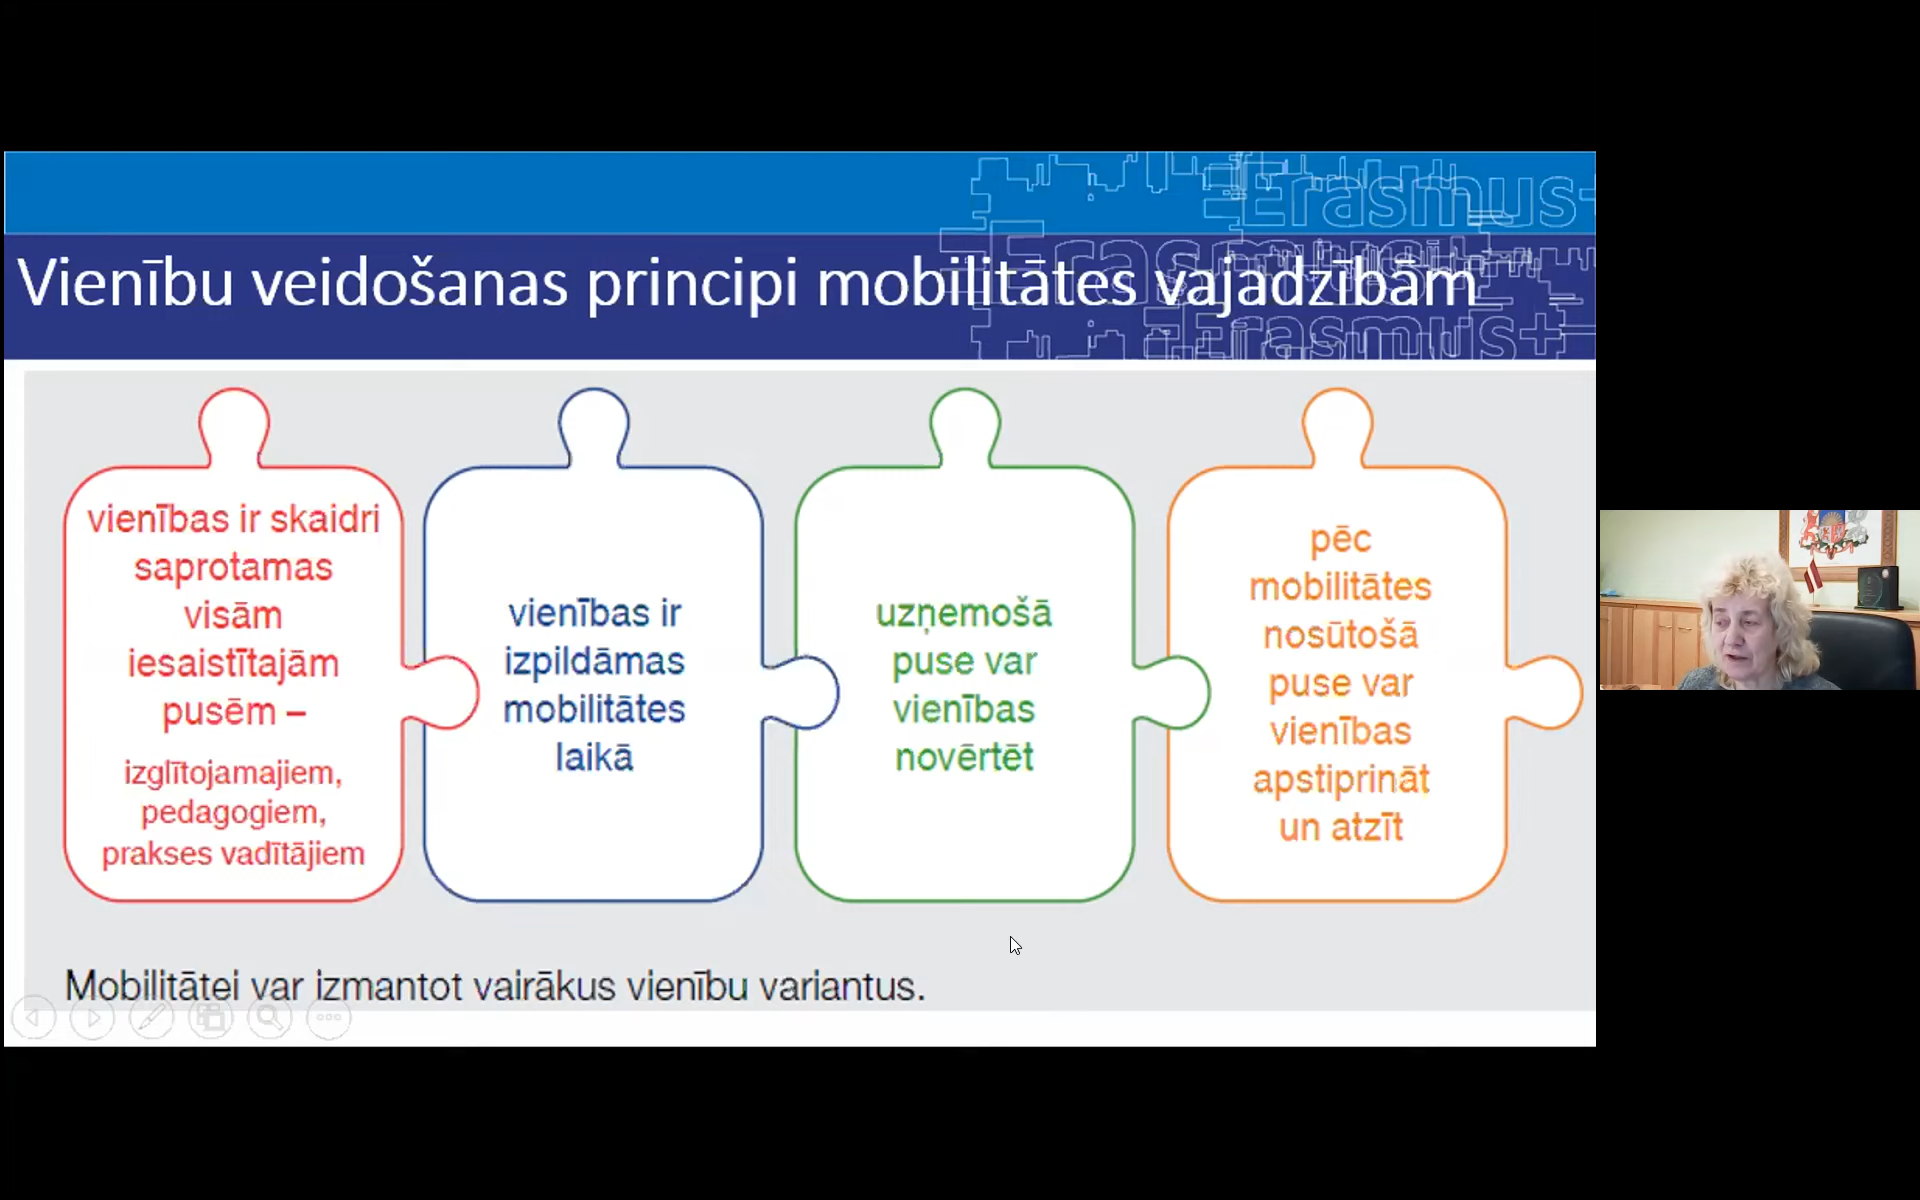 Erasmus+
Erasmus+
Erasmus+
Vienību veidošanas principi mobilitātes vajadzībām
vienības ir skaidri
saprotamas
visām
iesaistītajām
pusēm –
izglītojamajiem,
pedagogiem,
prakses vadītājiem
vienības ir
izpildāmas
mobilitātes
laikā
uzņemošā
puse var
vienības
novērtēt
pēc
mobilitātes
nosūtošā
puse var
vienības
apstiprināt
un atzīt
Mobilitātei var izmantot vairākus vienību variantus.